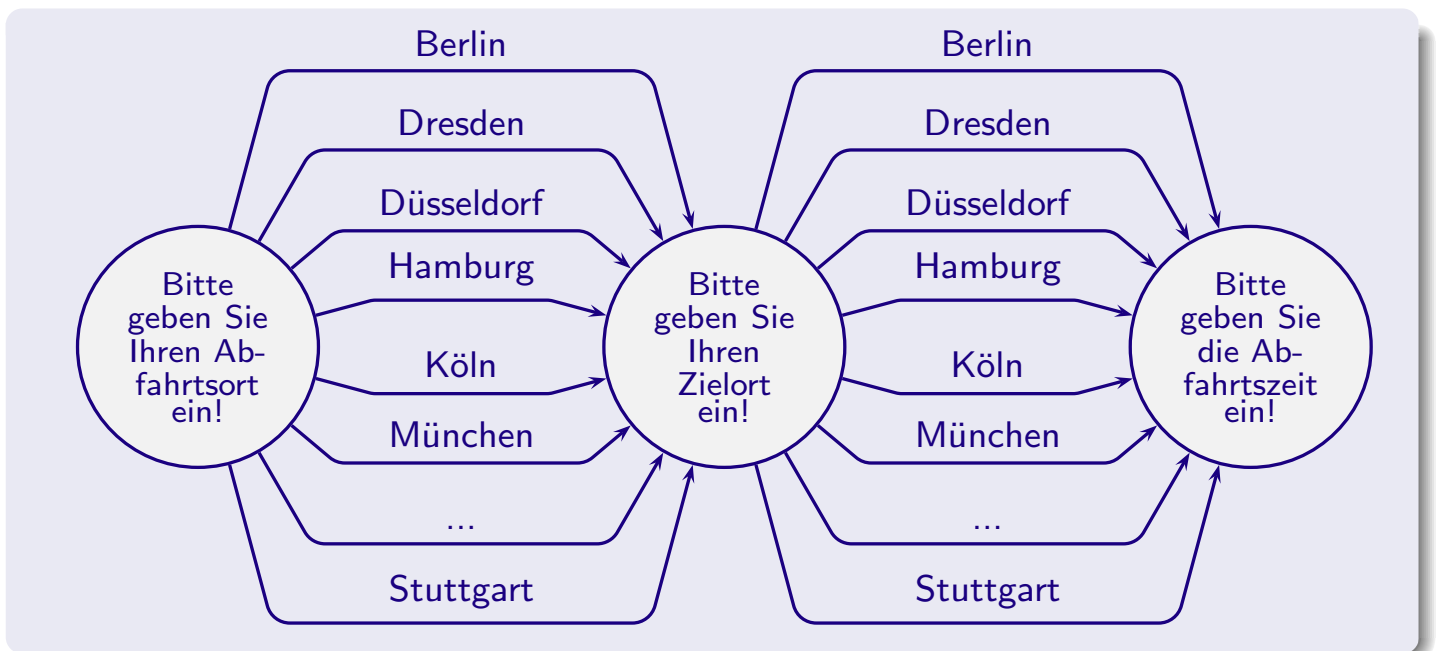 Berlin
Dresden
Düsseldorf
Hamburg
Köln
München
...
Stuttgart
Berlin
Dresden
Düsseldorf
Hamburg
Köln
München
...
Stuttgart
Bitte
geben Sie
Ihren Ab-
fahrtsort
ein!
Bitte
geben Sie
Ihren
Zielort
ein!
Bitte
geben Sie
die Ab-
fahrtszeit
ein!